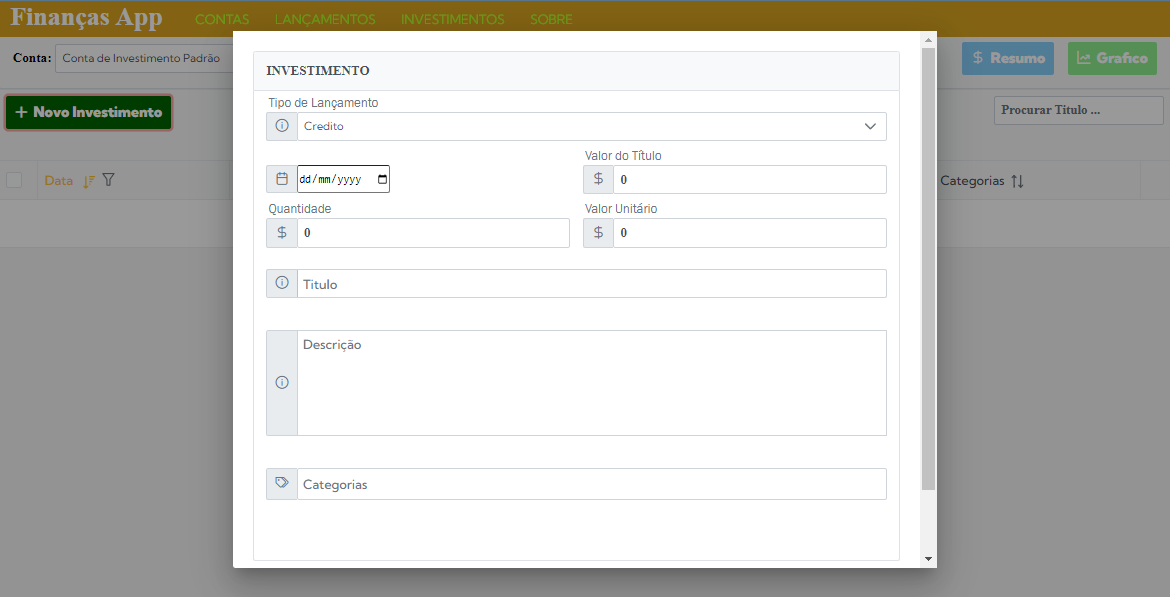 Finanças App CONTAS LANÇAMENTOS INVESTIMENTOS SOBRE
Conta: Conta de Investimento Padrão
$ Resumo
Grafico
+ Novo Investimento
Procurar Titulo ...
Data
Categorias
INVESTIMENTO
Tipo de Lançamento
Credito
Valor do Título
dd/mm/yyyy
$ 0
Quantidade
Valor Unitário
$ 0
$ 0
Titulo
Descrição
Categorias